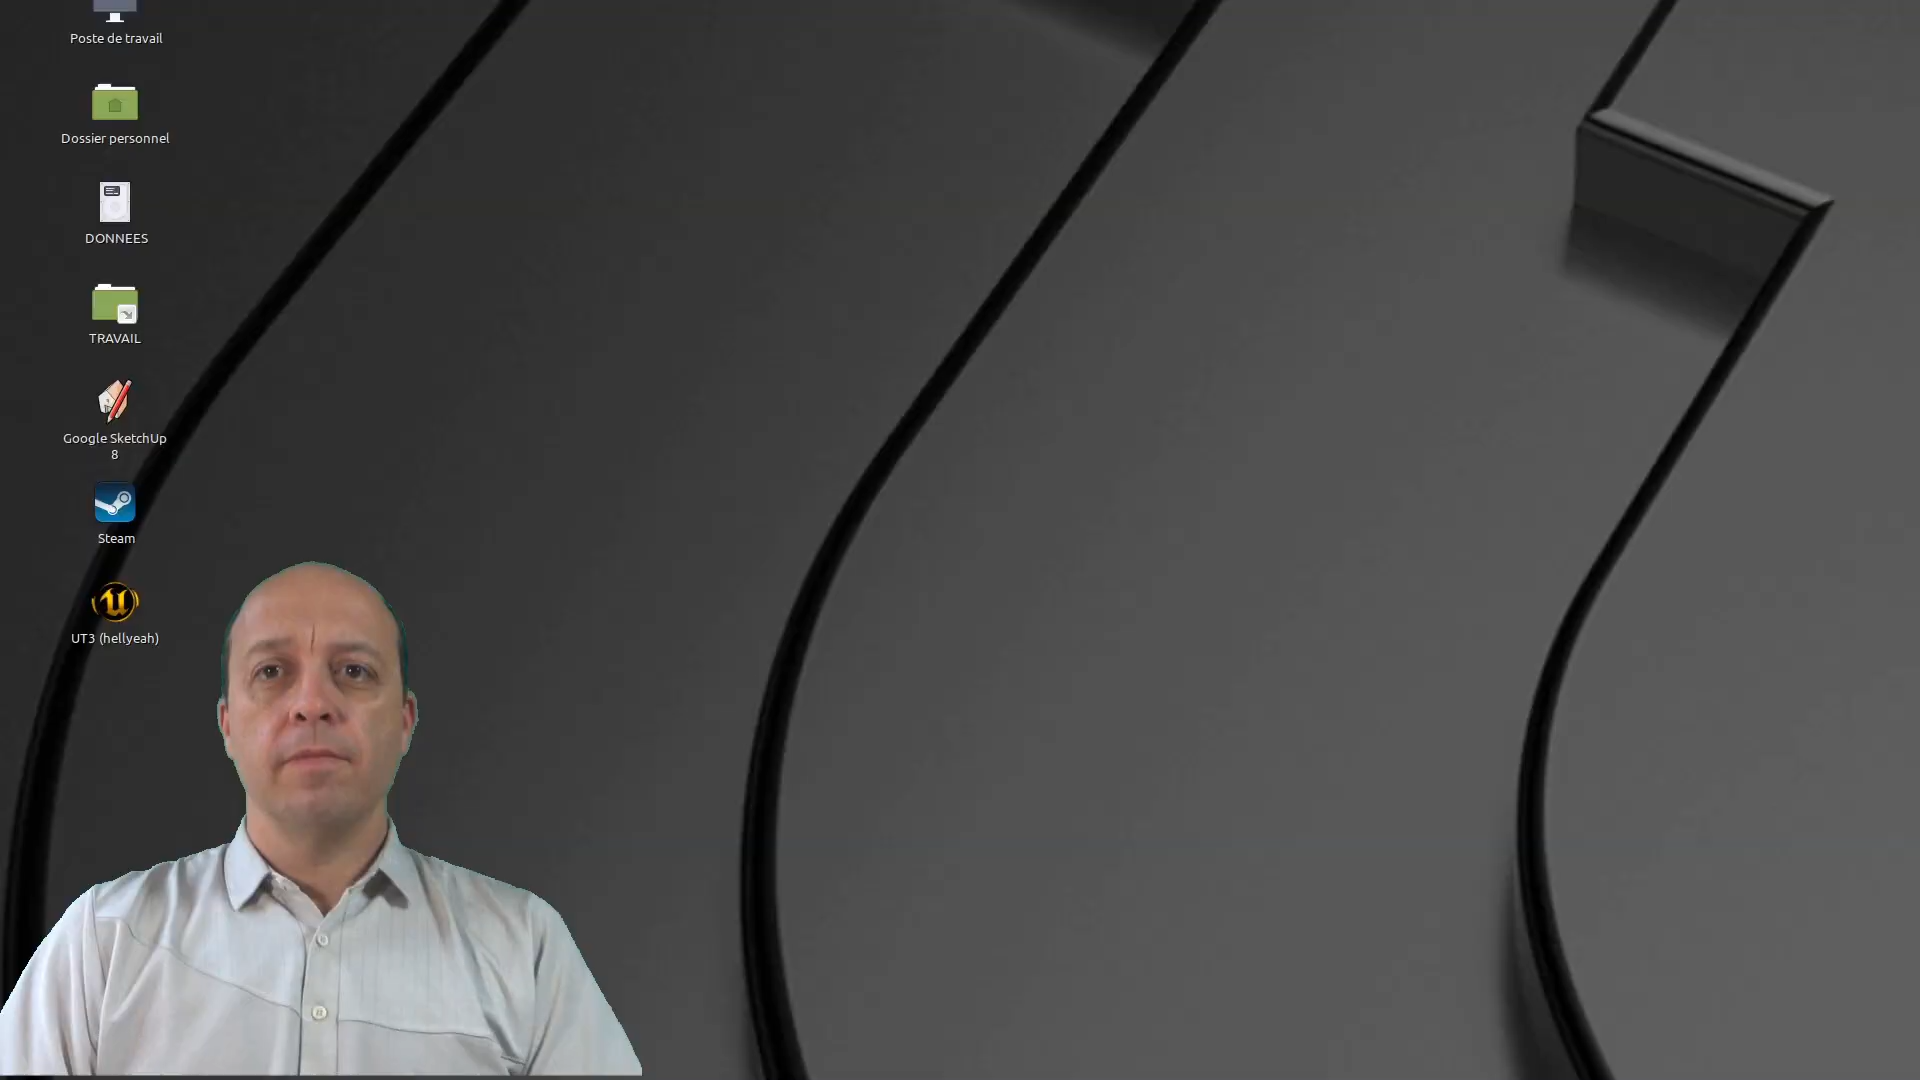 Poste de travail
Dossier personnel
DONNEES
TRAVAIL
Google SketchUp
8
Steam
UT3 (hellyeah)